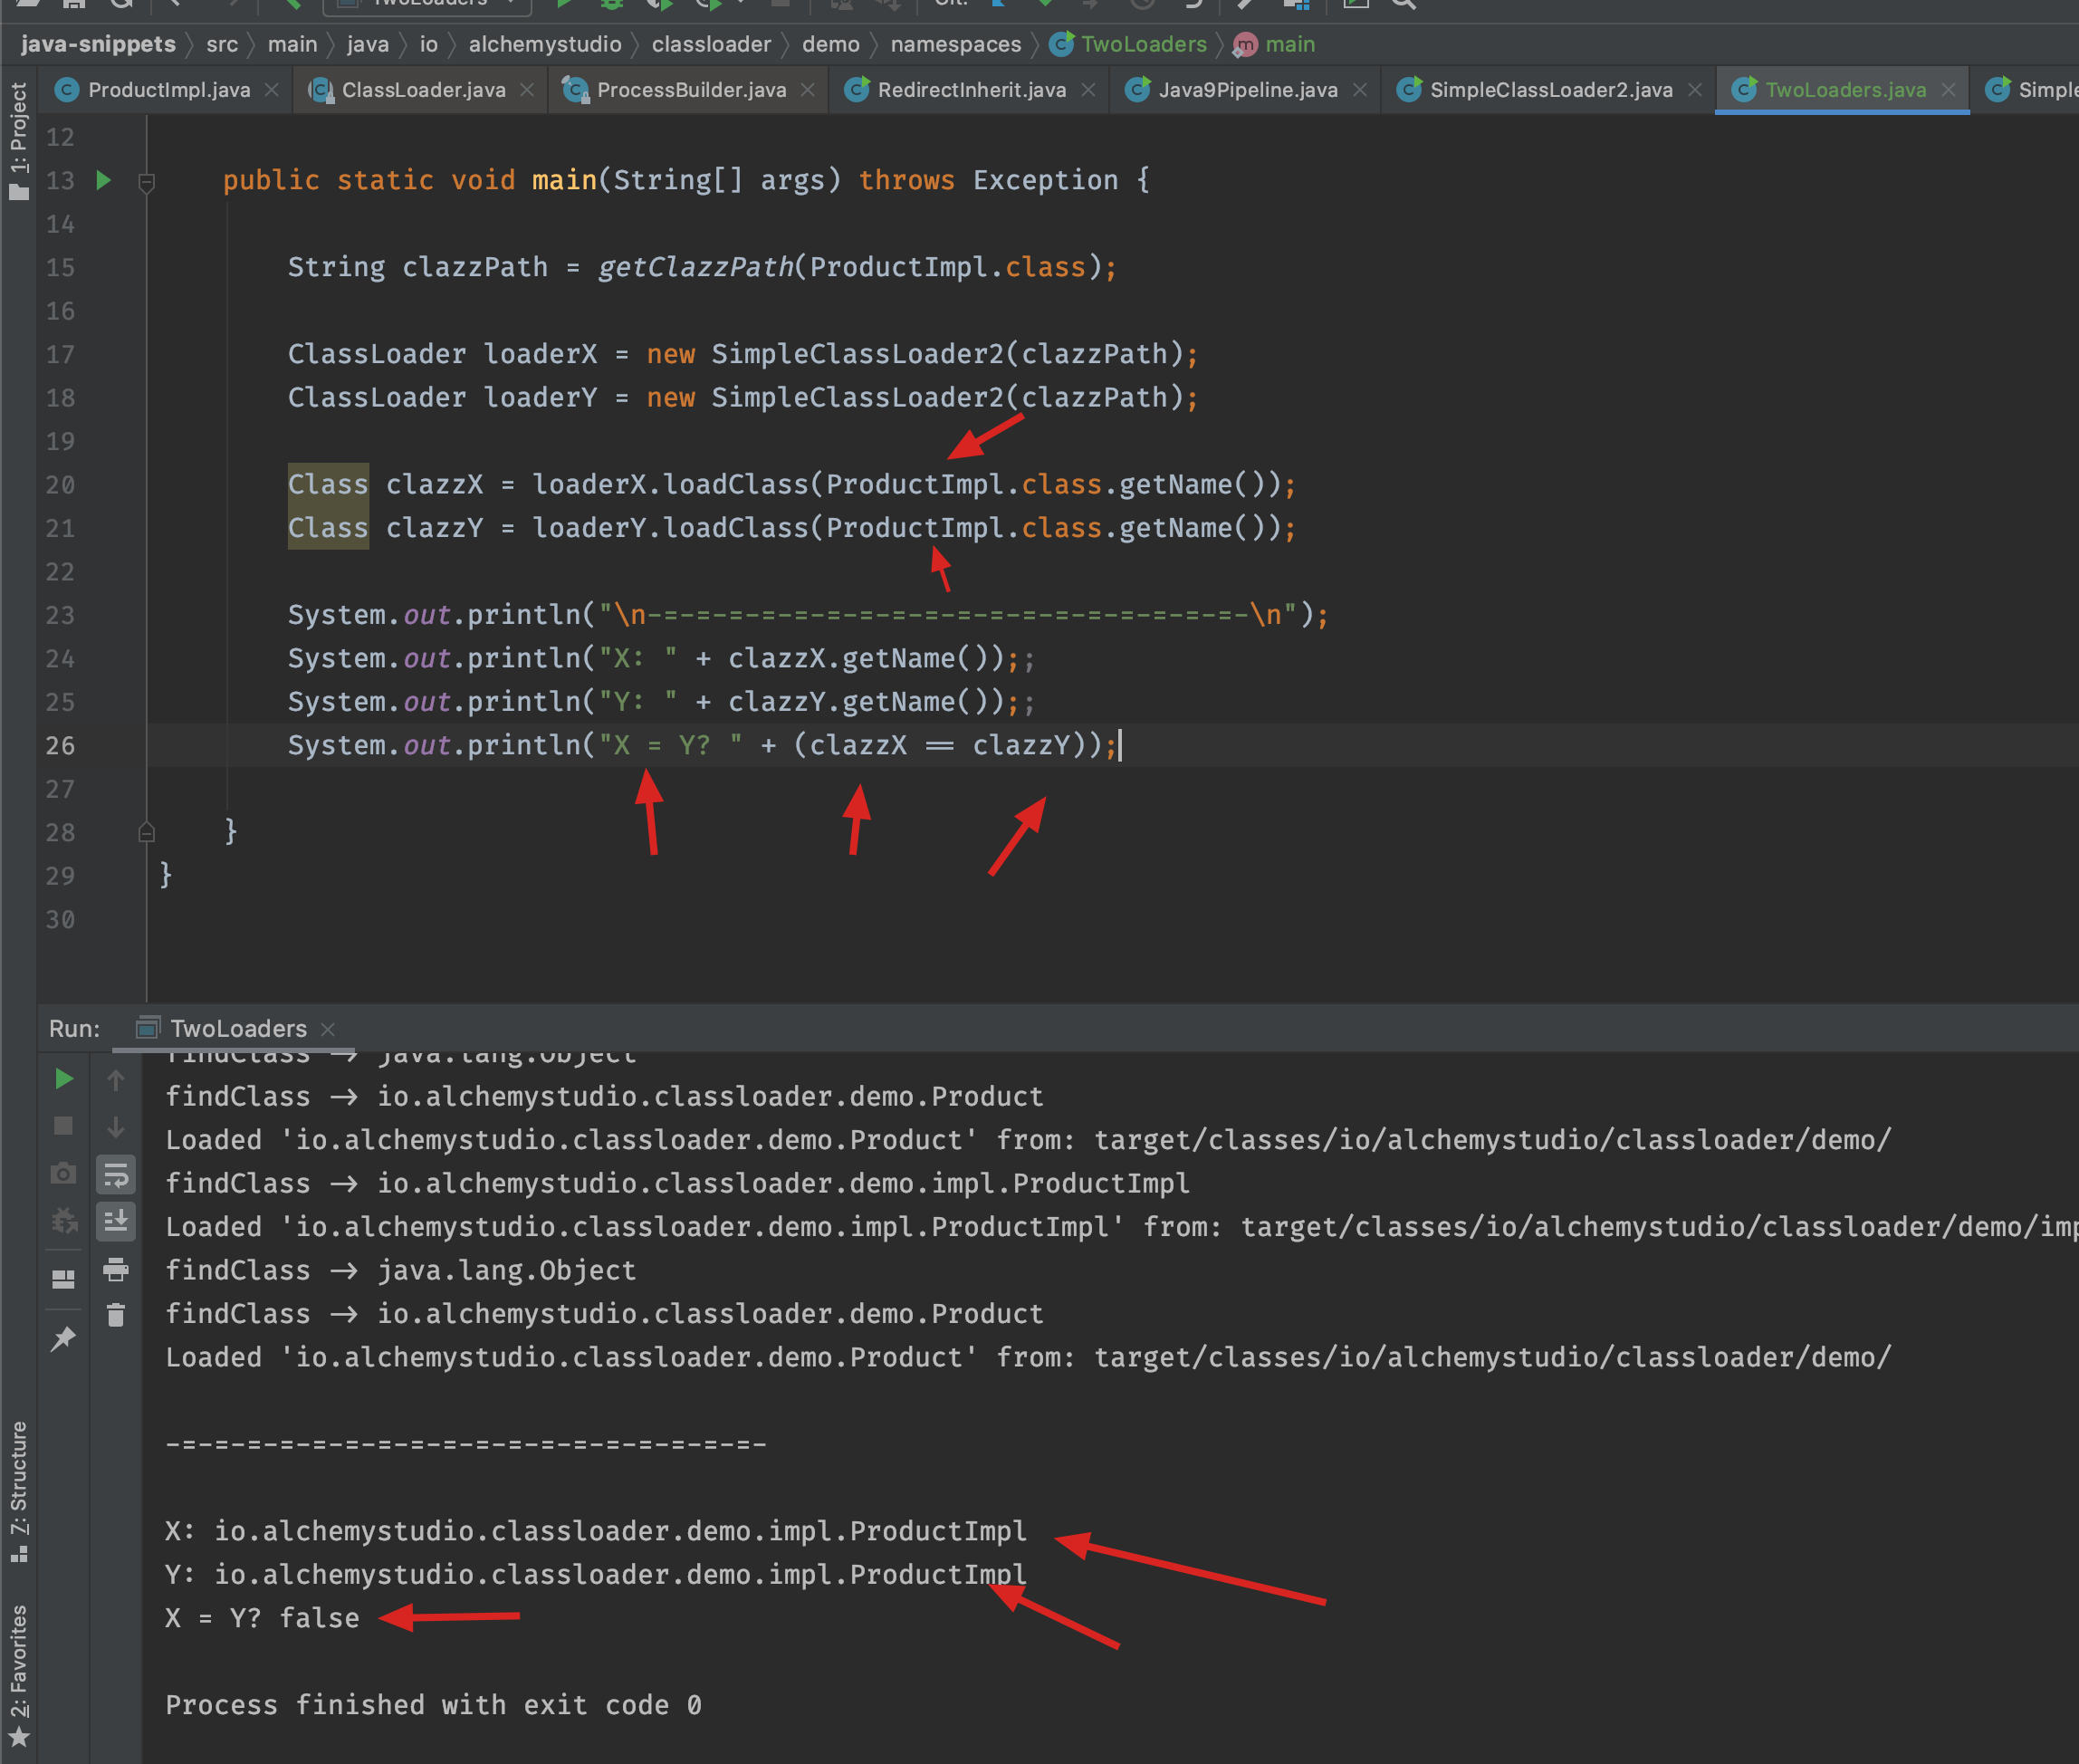 TwoLoaders Git:
java-snippets src main java io alchemystudio classloader demo namespaces TwoLoaders main
ProductImpl.java ClassLoader.java ProcessBuilder.java RedirectInherit.java Java9Pipeline.java SimpleClassLoader2.java TwoLoaders.java Simple
1: Project
12
13 public static void main(String[] args) throws Exception {
14
15 String clazzPath = getClazzPath(ProductImpl.class);
16
17 ClassLoader loaderX = new SimpleClassLoader2(clazzPath);
18 ClassLoader loaderY = new SimpleClassLoader2(clazzPath);
19
20 Class clazzX = loaderX.loadClass(ProductImpl.class.getName());
21 Class clazzY = loaderY.loadClass(ProductImpl.class.getName());
22
23 System.out.println("\n-=-=-=-=-=-=-=-=-=-=-=-=-=-=-=-=-=-=-\n");
24 System.out.println("X: " + clazzX.getName());;
25 System.out.println("Y: " + clazzY.getName());;
26 System.out.println("X = Y? " + (clazzX == clazzY));
27
28 }
29 }
30
Run: TwoLoaders
findClass → java.lang.Object
findClass → io.alchemystudio.classloader.demo.Product
Loaded 'io.alchemystudio.classloader.demo.Product' from: target/classes/io/alchemystudio/classloader/demo/
findClass → io.alchemystudio.classloader.demo.impl.ProductImpl
Loaded 'io.alchemystudio.classloader.demo.impl.ProductImpl' from: target/classes/io/alchemystudio/classloader/demo/imp
findClass → java.lang.Object
findClass → io.alchemystudio.classloader.demo.Product
Loaded 'io.alchemystudio.classloader.demo.Product' from: target/classes/io/alchemystudio/classloader/demo/
-=-=-=-=-=-=-=-=-=-=-=-=-=-=-=-=-=-=-
X: io.alchemystudio.classloader.demo.impl.ProductImpl
Y: io.alchemystudio.classloader.demo.impl.ProductImpl
X = Y? false
Process finished with exit code 0
Z: Structure
2: Favorites